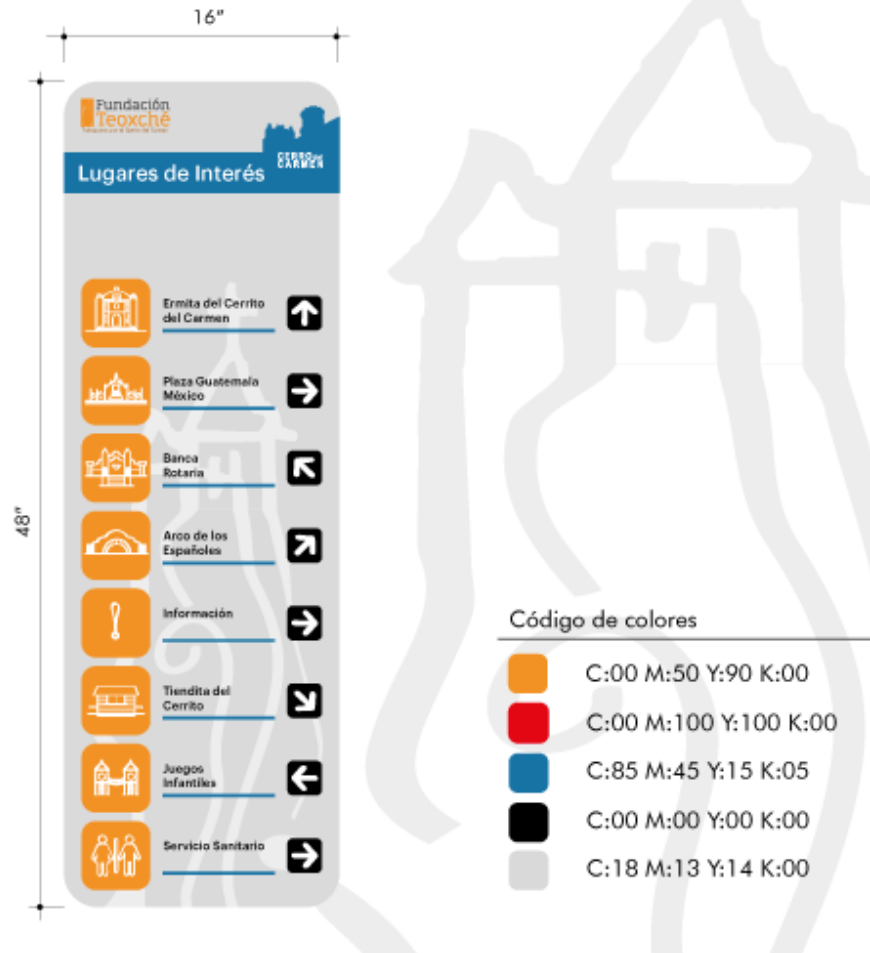 16"
48"
Fundación
Teoxché
CERRO DEL
CARMEN
Lugares de Interés
Ermita del Cerrito
del Carmen
Plaza Guatemala
México
Banca
Rotaria
Arco de los
Españoles
Información
Tiendita del
Cerrito
Juegos
Infantiles
Servicio Sanitario
Código de colores
C:00 M:50 Y:90 K:00
C:00 M:100 Y:100 K:00
C:85 M:45 Y:15 K:05
C:00 M:00 Y:00 K:00
C:18 M:13 Y:14 K:00